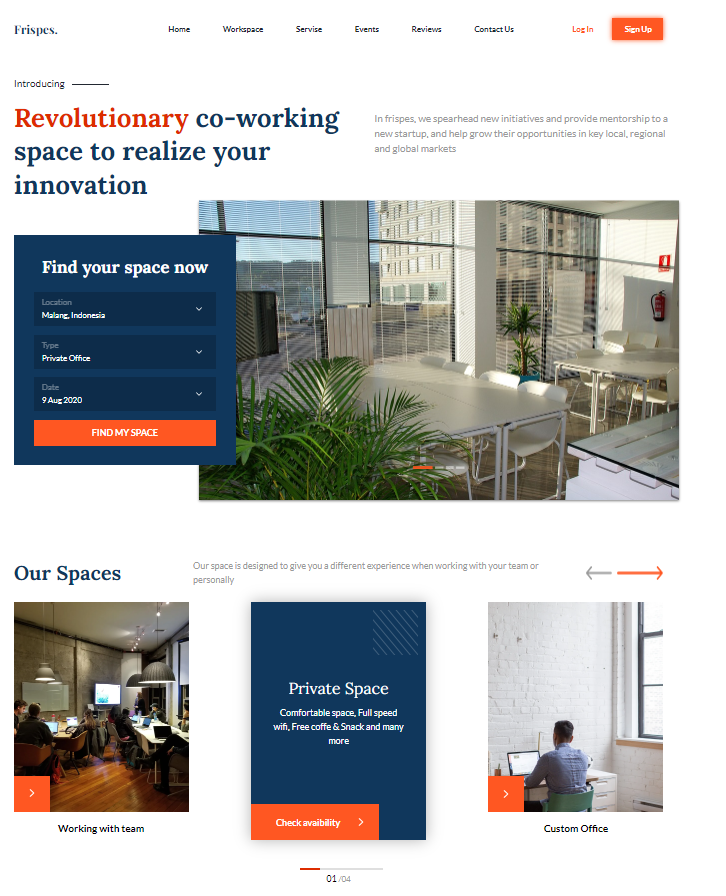 Frispes.
Home
Workspace
Servise
Events
Reviews
Contact Us
Log In
Sign Up
Introducing
Revolutionary co-working
space to realize your
innovation
In frispes, we spearhead new initiatives and provide mentorship to a
new startup, and help grow their opportunities in key local, regional
and global markets
Find your space now
Location
Malang, Indonesia
Type
Private Office
Date
9 Aug 2020
FIND MY SPACE
Our Spaces
Our space is designed to give you a different experience when working with your team or
personally
Private Space
Comfortable space, Full speed
wifi, Free coffe & Snack and many
more
Check avaibility
Working with team
Custom Office
01/04